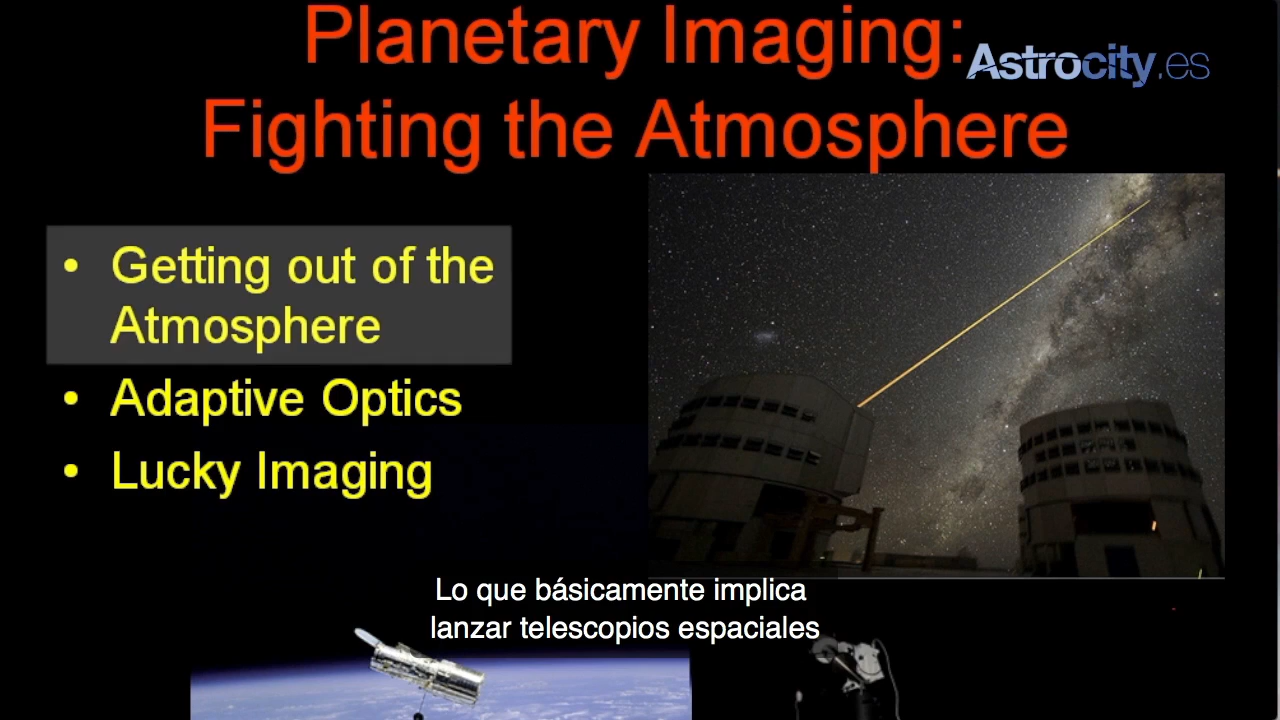 Planetary Imaging:
Astrocity.es
Fighting the Atmosphere
• Getting out of the
Atmosphere
• Adaptive Optics
• Lucky Imaging
Lo que básicamente implica
lanzar telescopios espaciales